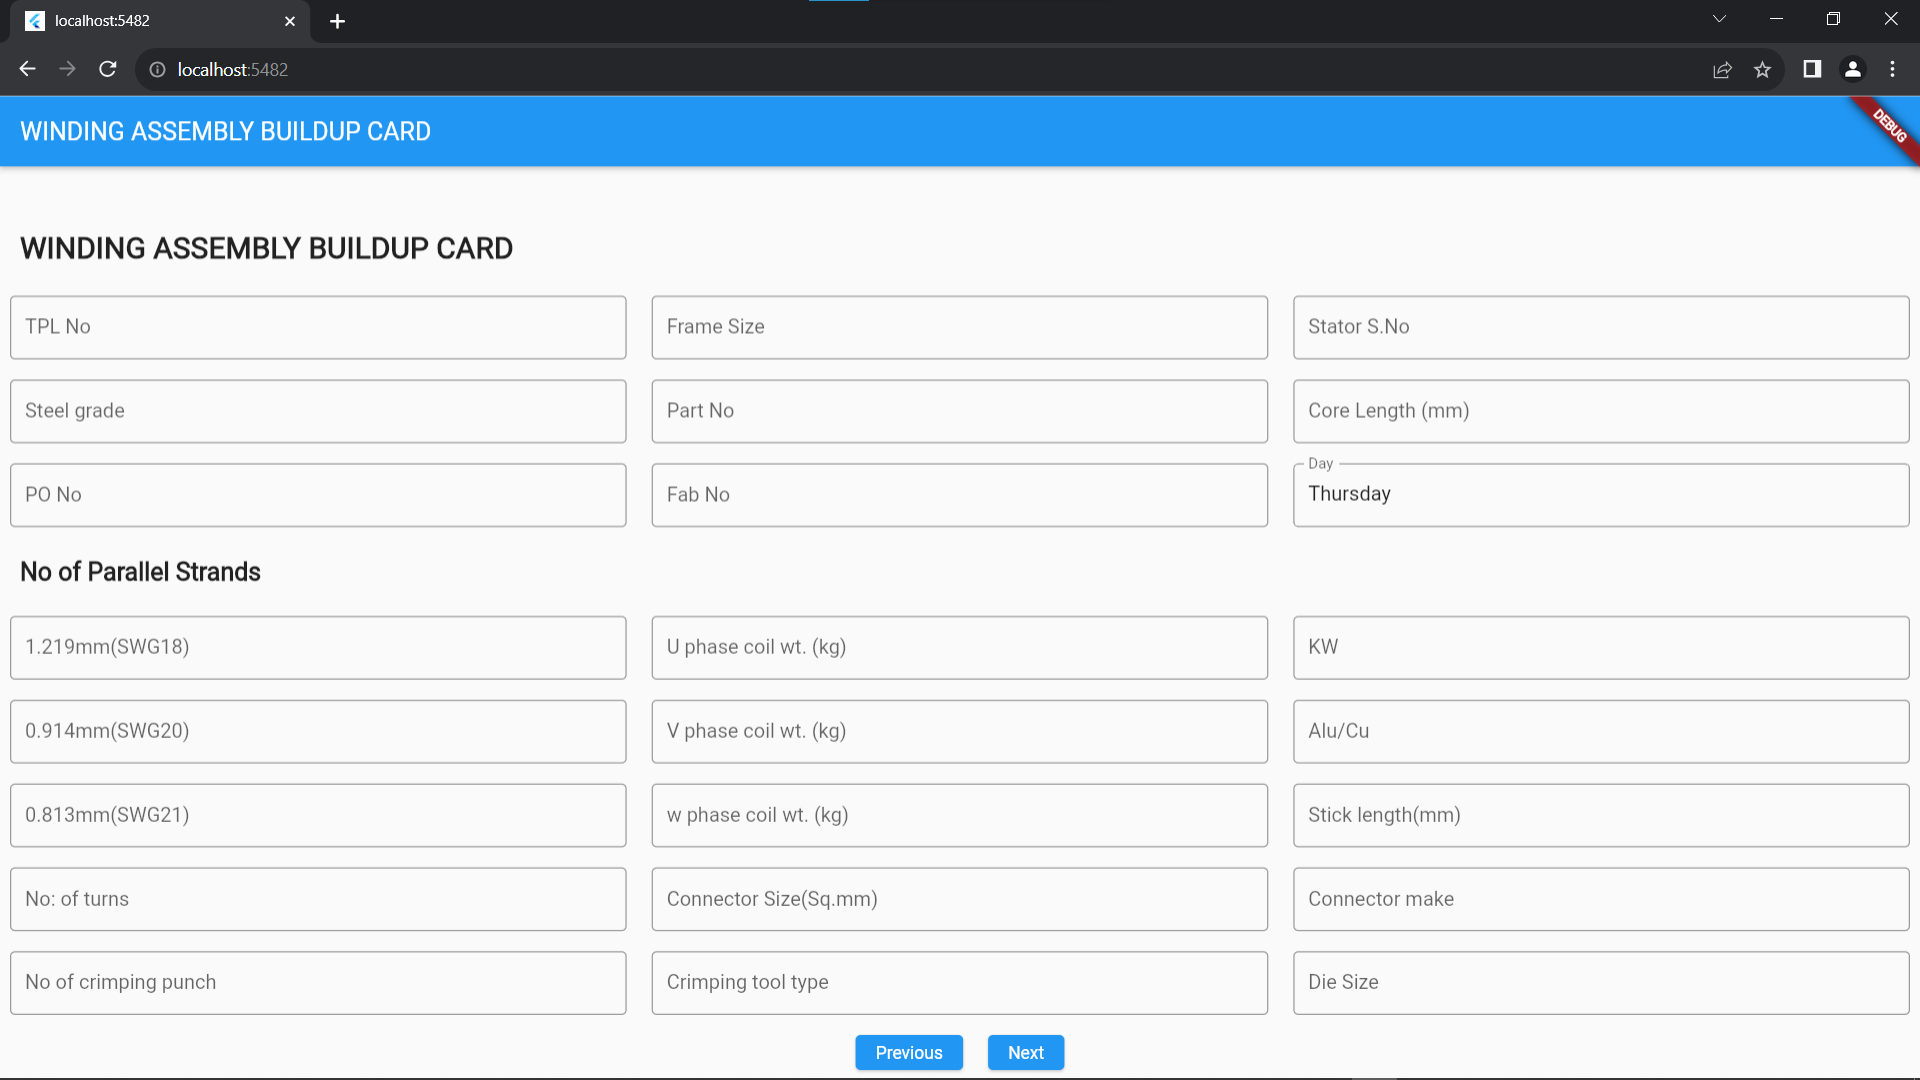 localhost:5482
localhost:5482
WINDING ASSEMBLY BUILDUP CARD
DEBUG
WINDING ASSEMBLY BUILDUP CARD
TPL No
Frame Size
Stator S.No
Steel grade
Part No
Core Length (mm)
PO No
Fab No
Day
Thursday
No of Parallel Strands
1.219mm(SWG18)
U phase coil wt. (kg)
KW
0.914mm(SWG20)
V phase coil wt. (kg)
Alu/Cu
0.813mm(SWG21)
w phase coil wt. (kg)
Stick length(mm)
No: of turns
Connector Size(Sq.mm)
Connector make
No of crimping punch
Crimping tool type
Die Size
Previous
Next